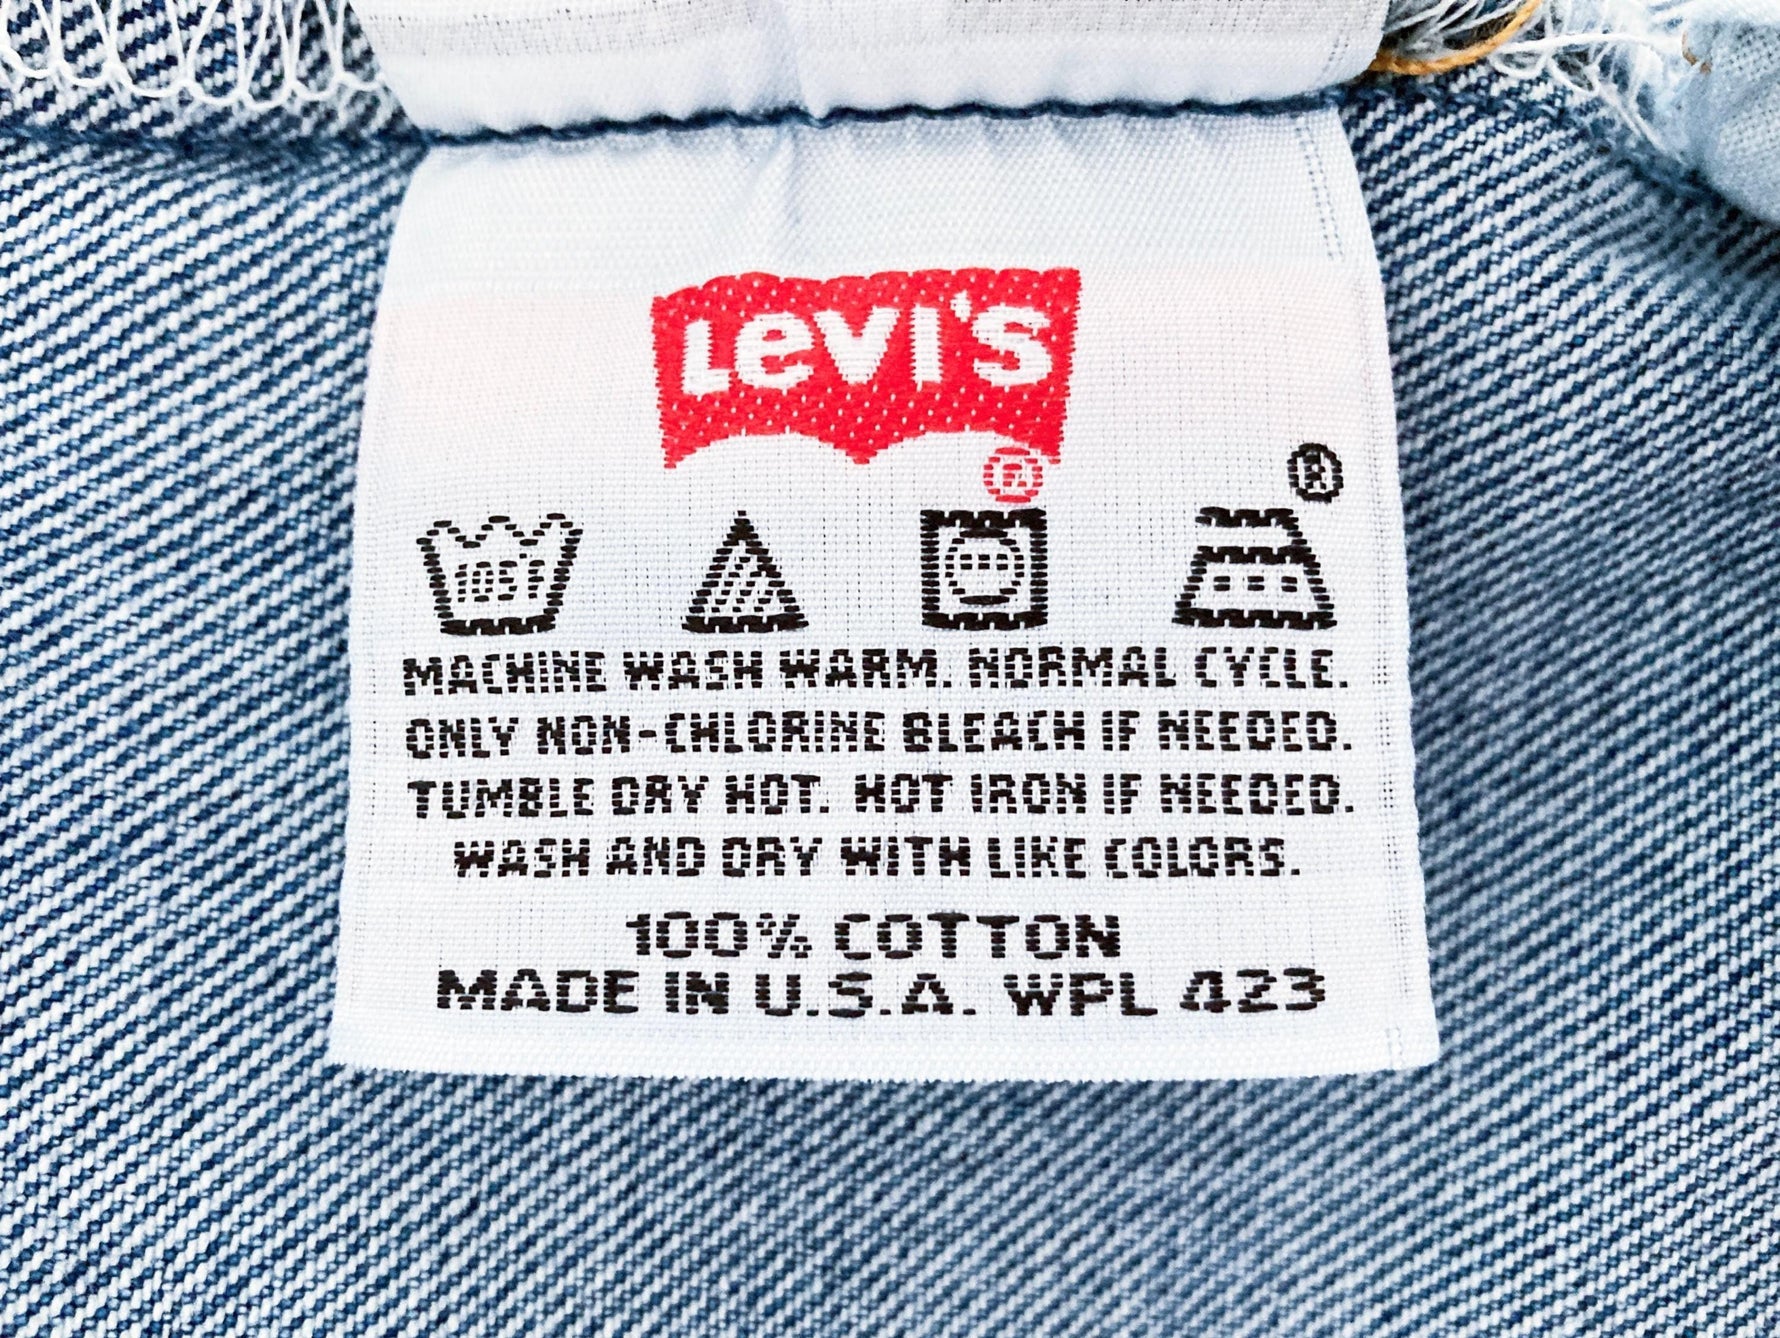 Levi's
®
®
105F
MACHINE WASH WARM. NORMAL CYCLE.
ONLY NON-CHLORINE BLEACH IF NEEDED.
TUMBLE DRY HOT. HOT IRON IF NEEDED.
WASH AND DRY WITH LIKE COLORS.
100% COTTON
MADE IN U.S.A. WPL 423